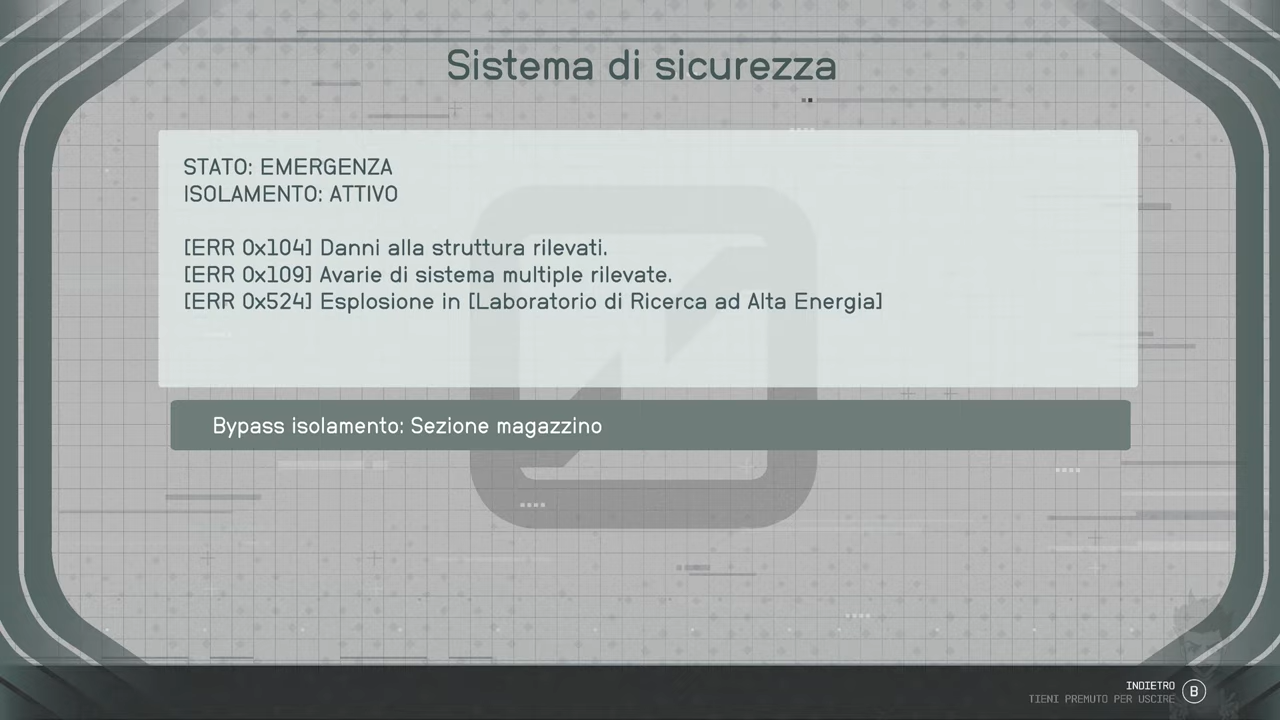 Sistema di sicurezza
STATO: EMERGENZA
ISOLAMENTO: ATTIVO
[ERR 0x104] Danni alla struttura rilevati.
[ERR 0x109] Avarie di sistema multiple rilevate.
[ERR 0x524] Esplosione in [Laboratorio di Ricerca ad Alta Energia]
Bypass isolamento: Sezione magazzino
INDIETRO
B
TIENI PREMUTO PER USCIRE